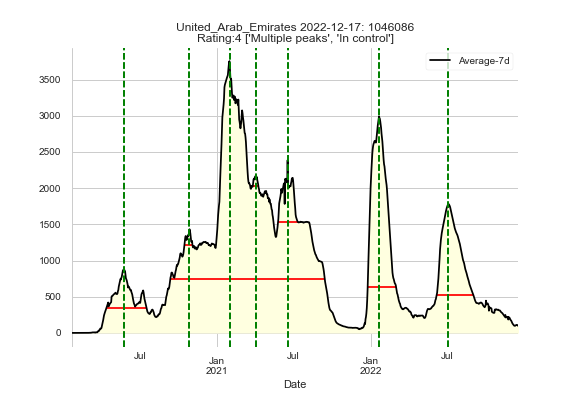 United_Arab_Emirates 2022-12-17: 1046086
Rating:4 ['Multiple peaks', 'In control']
Average-7d
3500
3000
2500
2000
1500
1000
500
0
Jul
Jan
2021
Jul
Jan
2022
Jul
Date